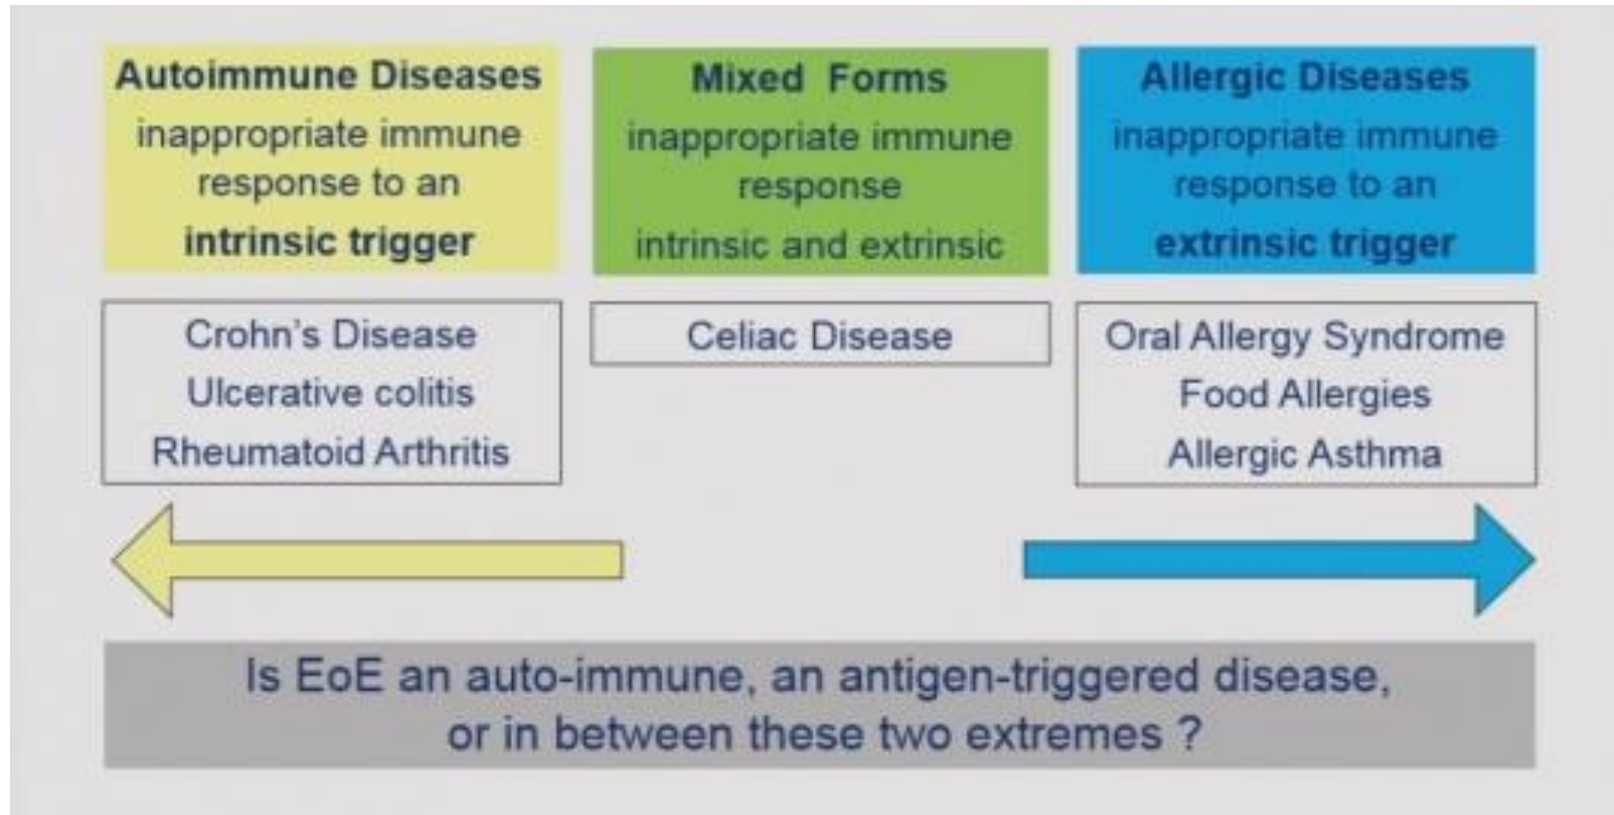 Autoimmune Diseases
inappropriate immune
response to an
intrinsic trigger
Mixed Forms
inappropriate immune
response
intrinsic and extrinsic
Allergic Diseases
inappropriate immune
response to an
extrinsic trigger
Crohn's Disease
Ulcerative colitis
Rheumatoid Arthritis
Celiac Disease
Oral Allergy Syndrome
Food Allergies
Allergic Asthma
Is EoE an auto-immune, an antigen-triggered disease,
or in between these two extremes ?